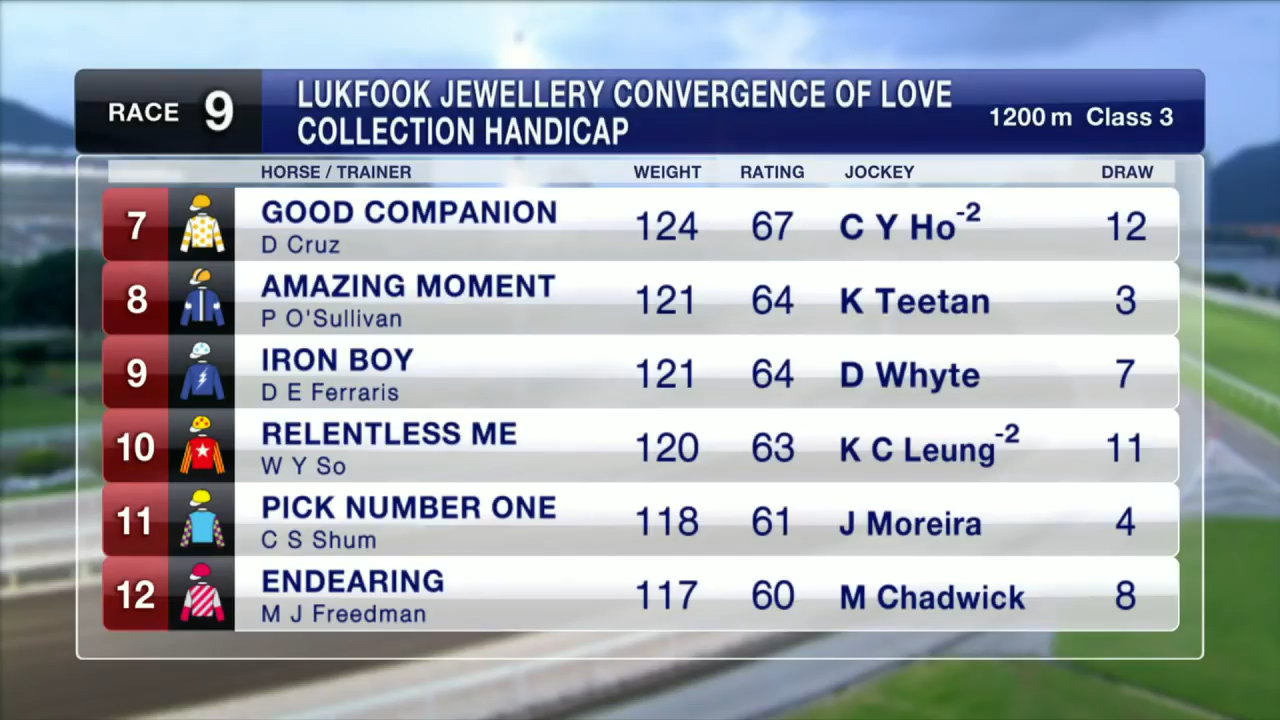 RACE 9
LUKFOOK JEWELLERY CONVERGENCE OF LOVE
COLLECTION HANDICAP
1200 m Class 3
HORSE / TRAINER WEIGHT RATING JOCKEY DRAW
7 GOOD COMPANION 124 67 C Y Ho-2 12
D Cruz
8 AMAZING MOMENT 121 64 K Teetan 3
P O'Sullivan
9 IRON BOY 121 64 D Whyte 7
D E Ferraris
10 RELENTLESS ME 120 63 K C Leung-2 11
W Y So
11 PICK NUMBER ONE 118 61 J Moreira 4
C S Shum
12 ENDEARING 117 60 M Chadwick 8
M J Freedman